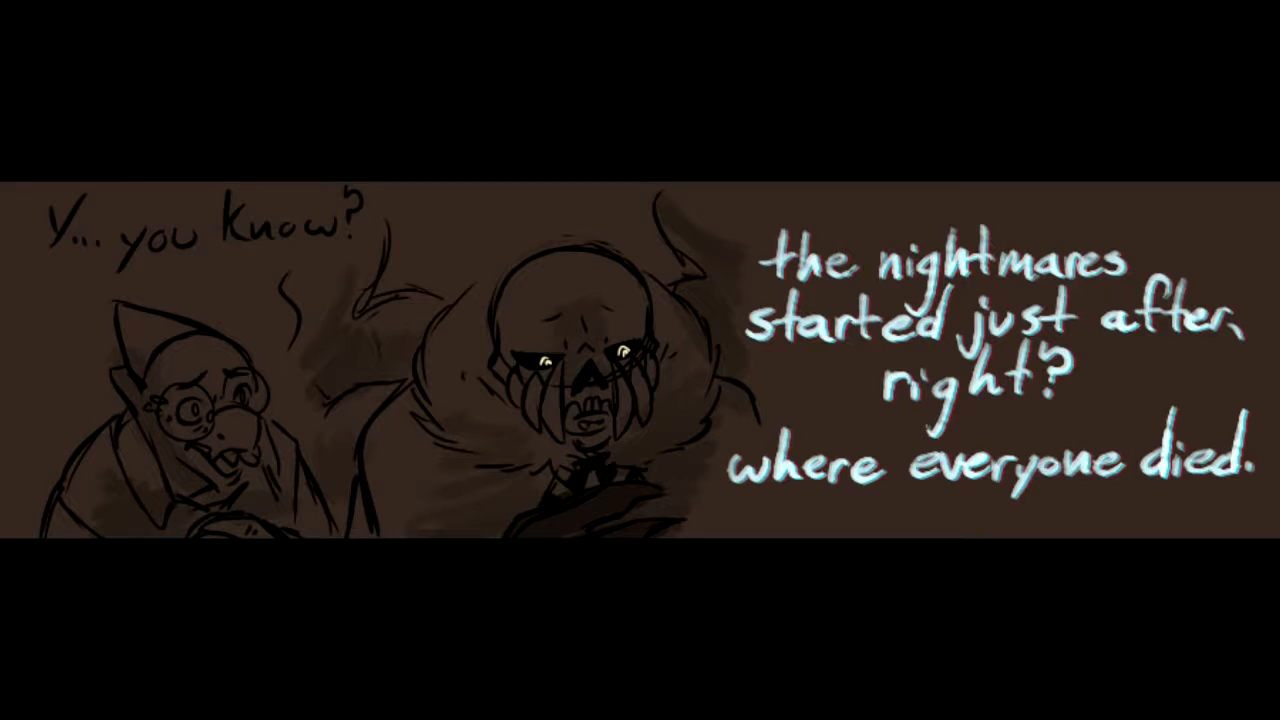 Y... you know?
the nightmares
started just after,
right?
where everyone died.